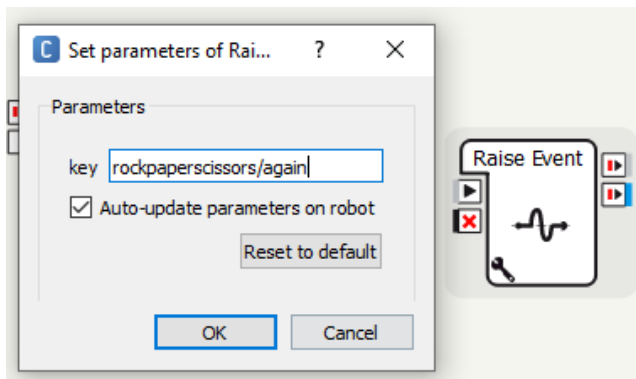 C Set parameters of Rai... ?
Parameters
key rockpaperscissors/again
Auto-update parameters on robot
Reset to default
OK Cancel
Raise Event